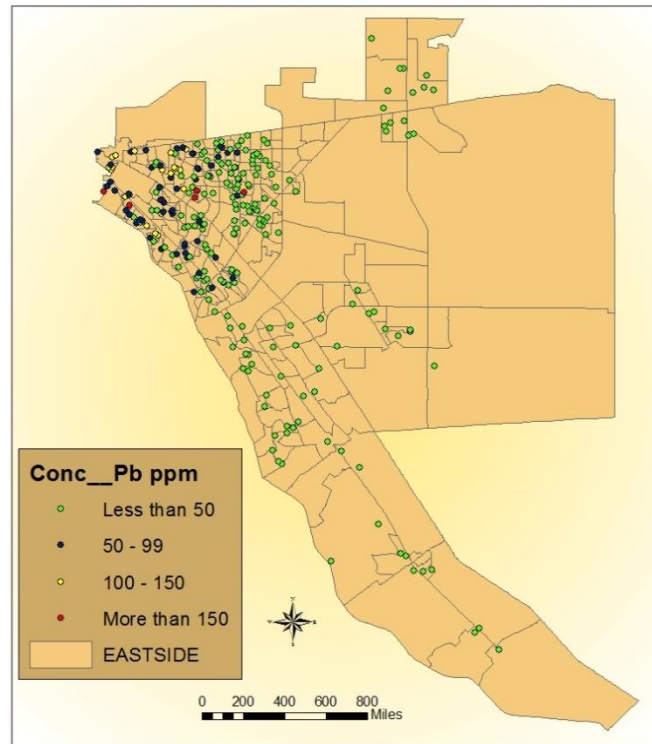 Conc__Pb ppm
Less than 50
50 - 99
100 - 150
More than 150
EASTSIDE
0 200 400 600 800
Miles